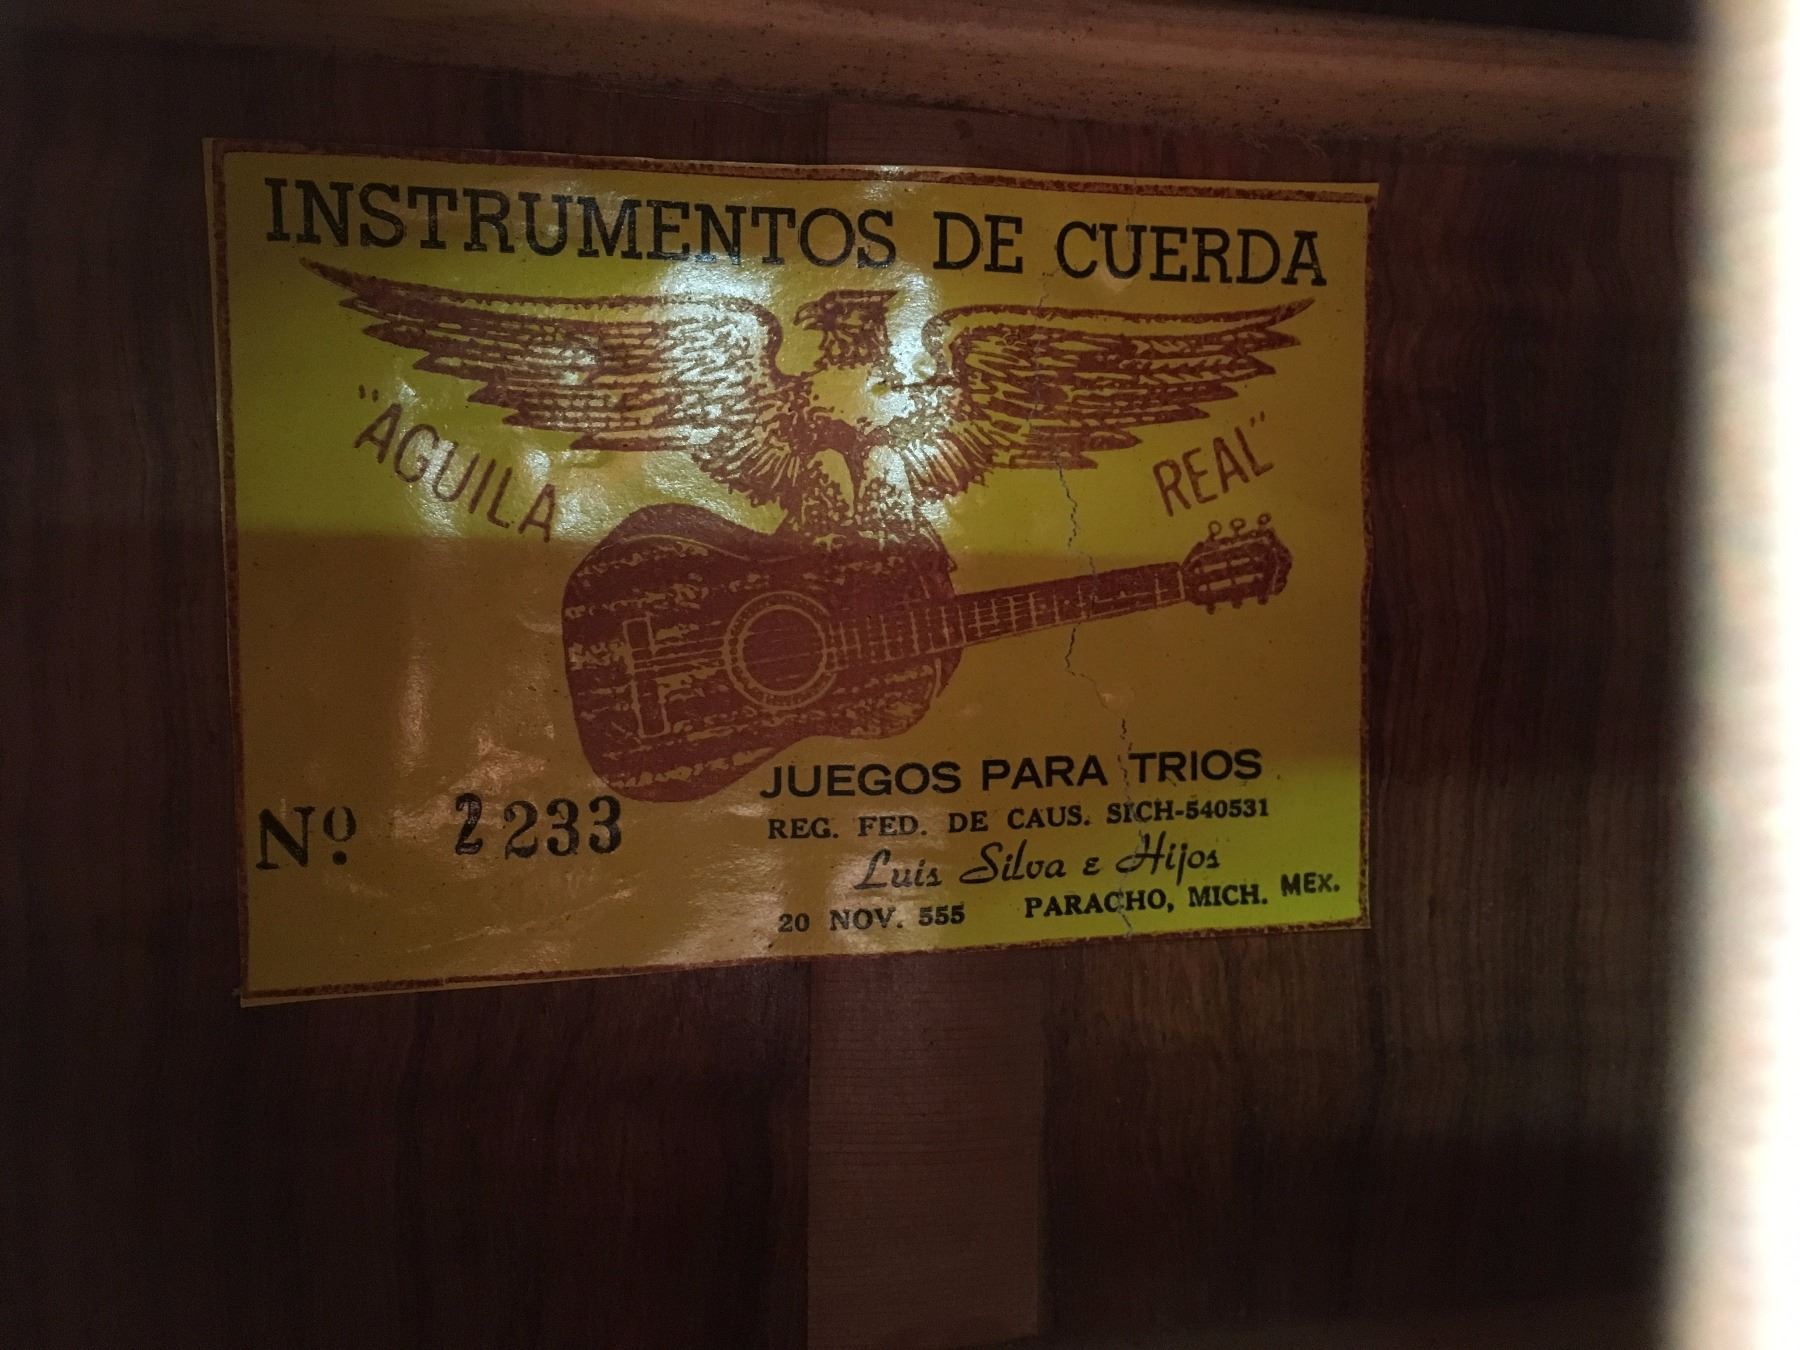 INSTRUMENTOS DE CUERDA
"AGUILA REAL"
JUEGOS PARA TRIOS
Nº. 2233
REG. FED. DE CAUS. SICH-540531
Luis Silva e Hijos
20 NOV. 555 PARACHO, MICH. MEX.